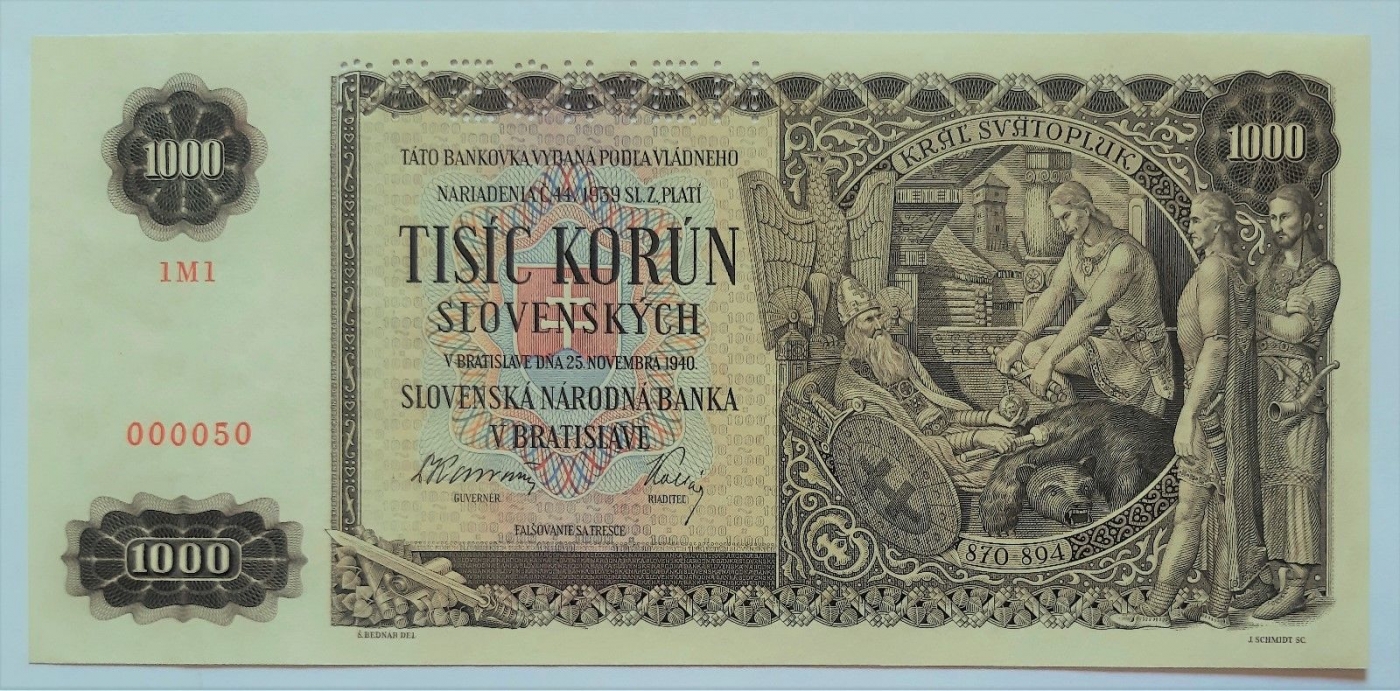 1000
1M1
000050
1000
TÁTO BANKOVKA VYDANÁ PODĽA VLÁDNEHO
NARIADENIA Č. 44/1939 SL. Z. PLATÍ
TISÍC KORÚN
SLOVENSKÝCH
V BRATISLAVE DŇA 25. NOVEMBRA 1940.
SLOVENSKÁ NÁRODNÁ BANKA
V BRATISLAVE
GUVERNÉR
RIADITEĽ
FALŠOVANIE SA TRESCE
KRÁĽ SVÄTOPLUK
1000
870-894
Š. BEDNÁR DEL.
J. SCHMIDT SC.